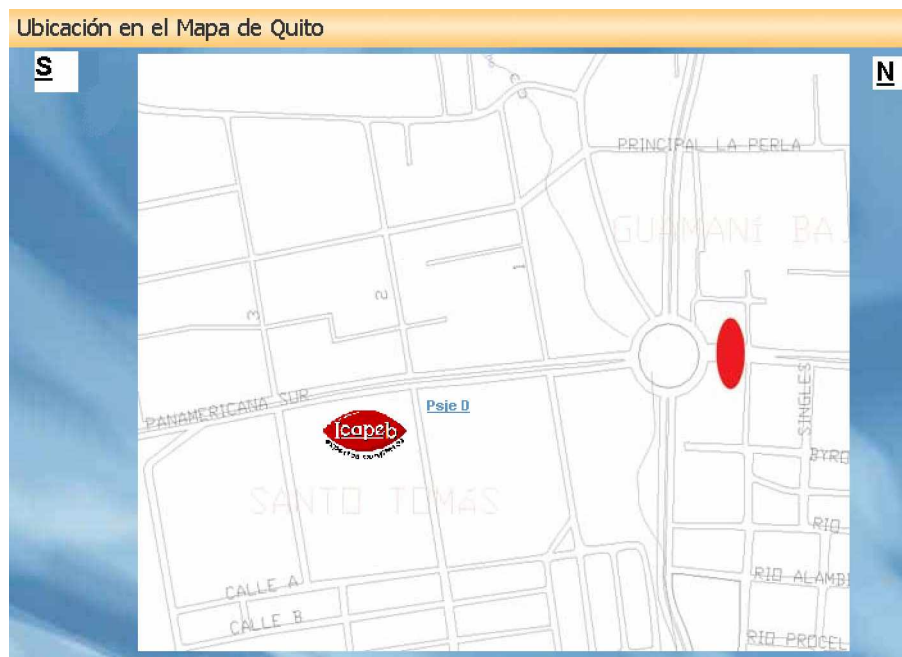 Ubicación en el Mapa de Quito
S
N
PRINCIPAL LA PERLA
GUAMANÍ BA
1
2
3
SINGLES
PANAMERICANA SUR
Psje D
Icapeb
BYRO
SANTO TOMÁS
RIO
CALLE A
RIO ALAMB
CALLE B
RIO PROCEL